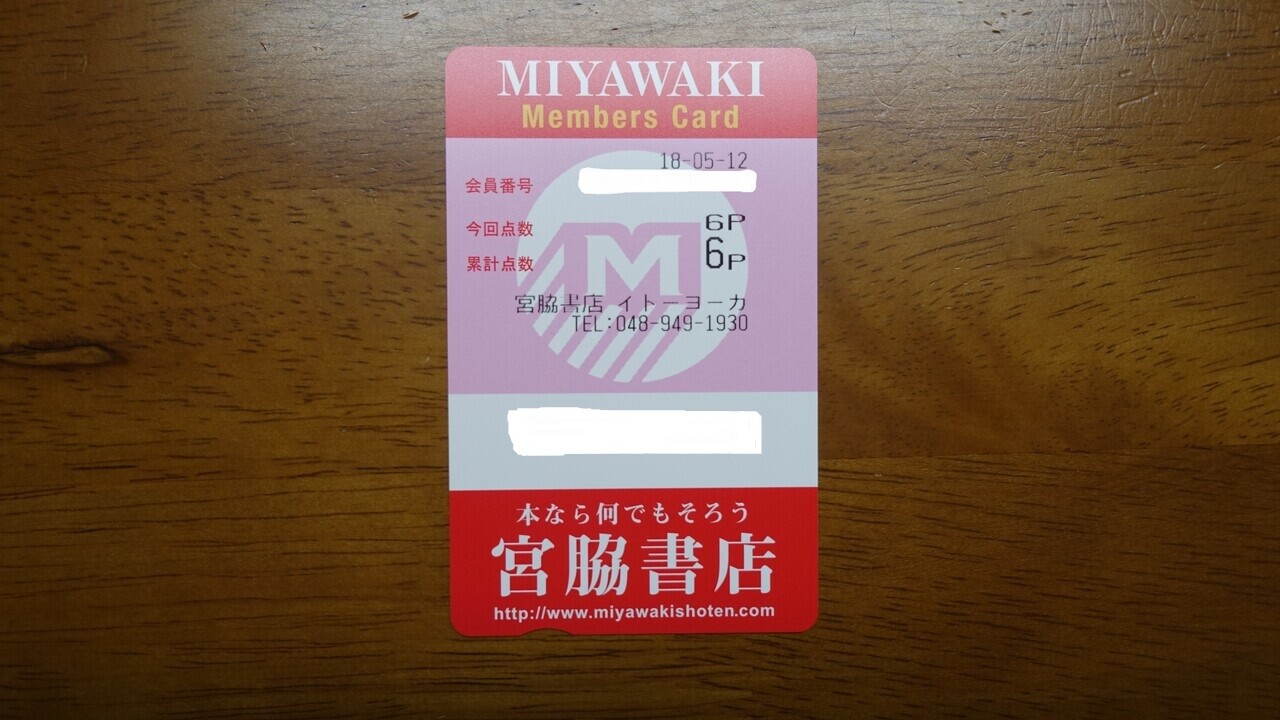 MIYAWAKI
Members Card
18-05-12
会員番号
今回点数 6P
累計点数 6P
M
宮脇書店 イトーヨーカ
TEL:048-949-1930
本なら何でもそろう
宮脇書店
http://www.miyawakishoten.com